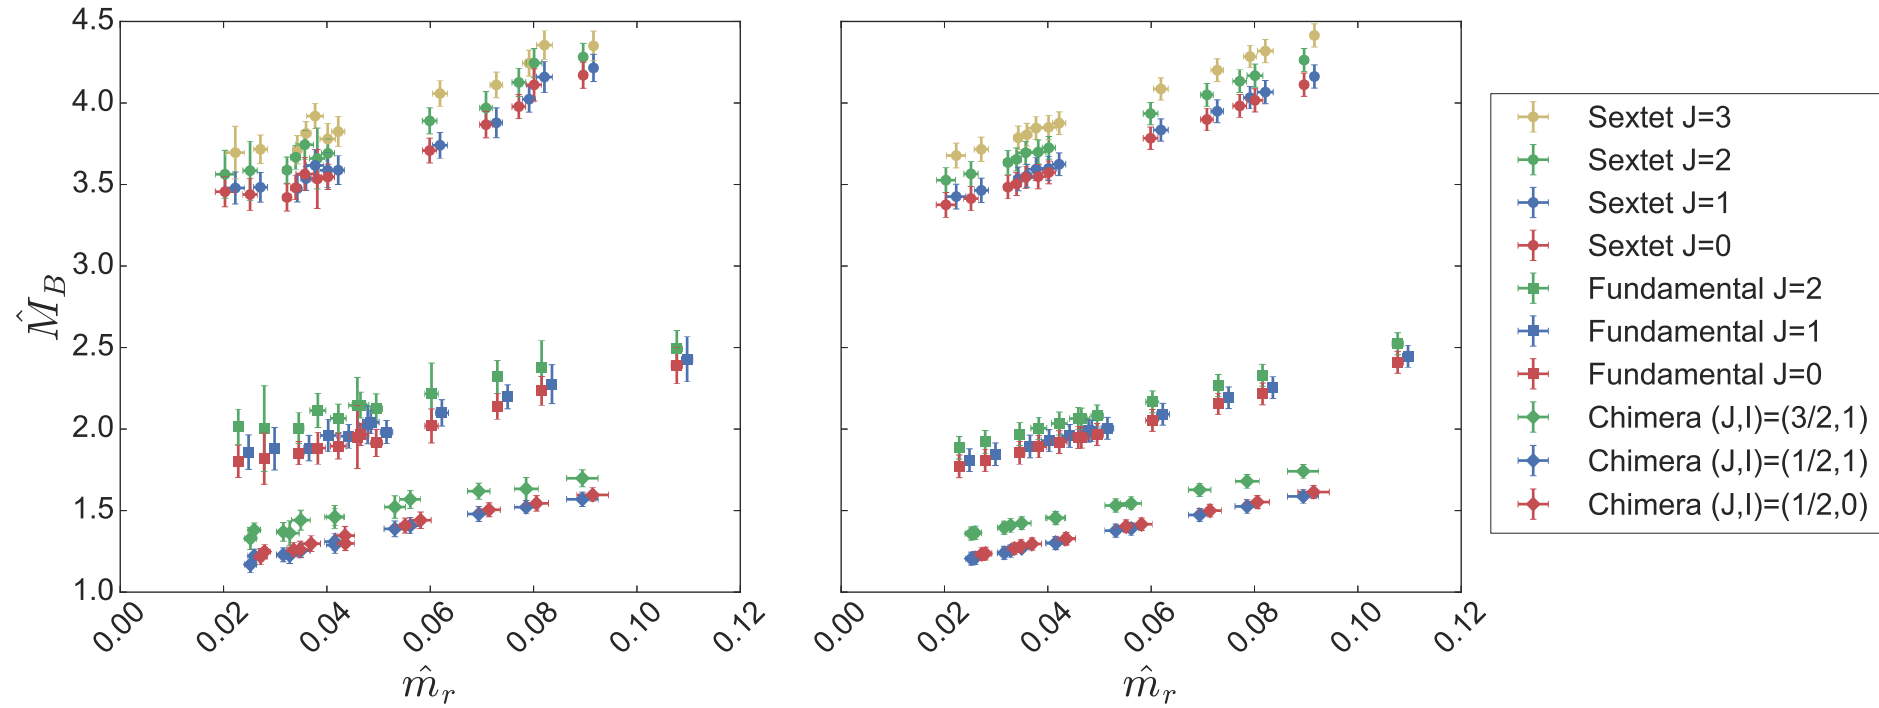 4.5
4.0
3.5
3.0
2.5
2.0
1.5
1.0
M̂_B
0.00 0.02 0.04 0.06 0.08 0.10 0.12
m̂_r
0.00 0.02 0.04 0.06 0.08 0.10 0.12
m̂_r
Sextet J=3
Sextet J=2
Sextet J=1
Sextet J=0
Fundamental J=2
Fundamental J=1
Fundamental J=0
Chimera (J,I)=(3/2,1)
Chimera (J,I)=(1/2,1)
Chimera (J,I)=(1/2,0)